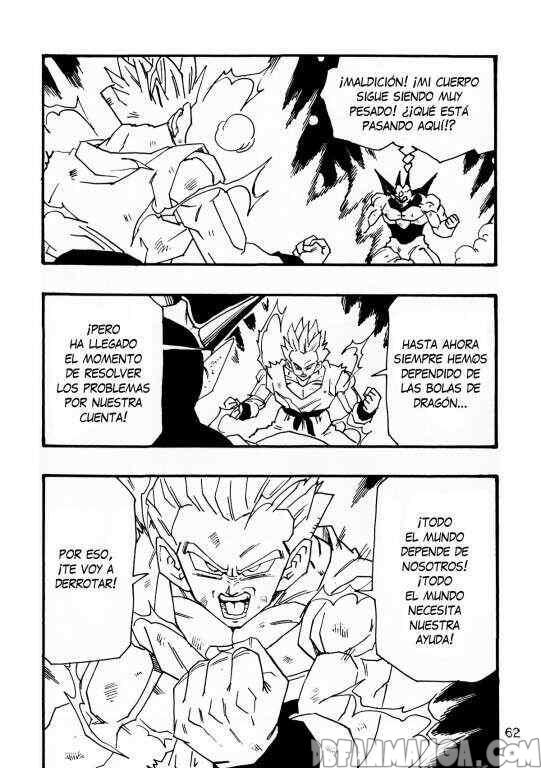 ¡MALDICIÓN! ¡MI CUERPO
SIGUE SIENDO MUY
PESADO! ¿¡QUÉ ESTÁ
PASANDO AQUÍ!?
HASTA AHORA
SIEMPRE HEMOS
DEPENDIDO DE
LAS BOLAS DE
DRAGÓN...
¡PERO
HA LLEGADO
EL MOMENTO
DE RESOLVER
LOS PROBLEMAS
POR NUESTRA
CUENTA!
¡TODO
EL MUNDO
DEPENDE DE
NOSOTROS!
¡TODO
EL MUNDO
NECESITA
NUESTRA
AYUDA!
POR ESO,
¡TE VOY A
DERROTAR!
62
DBFANMANGA.COM